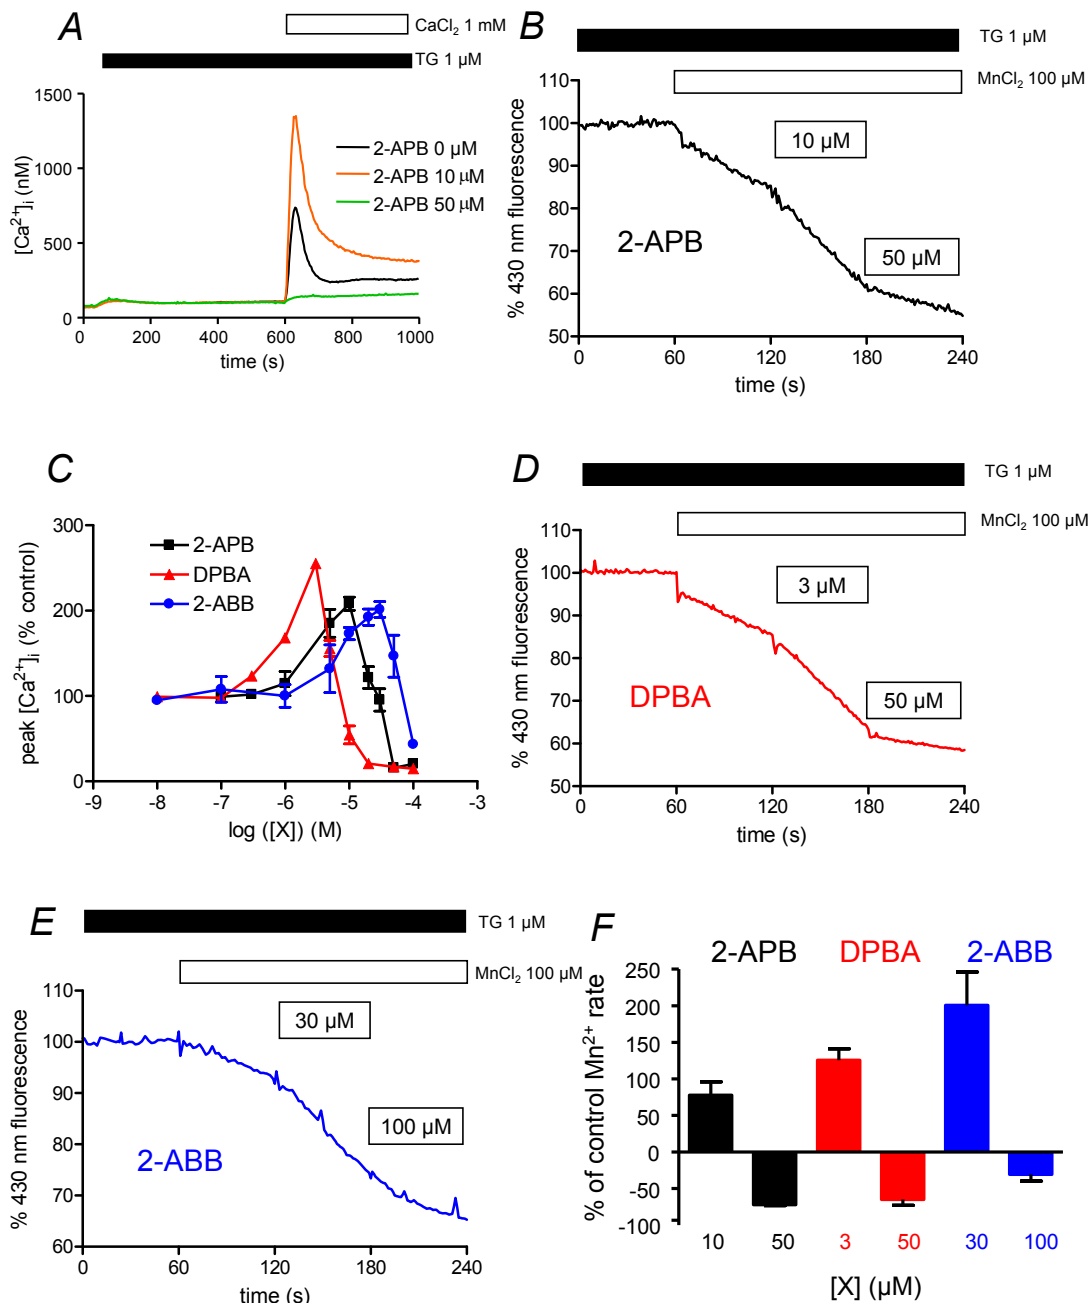 A
CaCl₂ 1 mM
TG 1 µM
1500
1000
500
0
[Ca²⁺]ᵢ (nM)
2-APB 0 µM
2-APB 10 µM
2-APB 50 µM
0 200 400 600 800 1000
time (s)
B
TG 1 µM
MnCl₂ 100 µM
110
100
90
80
70
60
50
% 430 nm fluorescence
10 µM
50 µM
2-APB
0 60 120 180 240
time (s)
C
300
200
100
0
peak [Ca²⁺]ᵢ (% control)
2-APB
DPBA
2-ABB
-9 -8 -7 -6 -5 -4 -3
log ([X]) (M)
D
TG 1 µM
MnCl₂ 100 µM
110
100
90
80
70
60
50
% 430 nm fluorescence
3 µM
50 µM
DPBA
0 60 120 180 240
time (s)
E
TG 1 µM
MnCl₂ 100 µM
110
100
90
80
70
60
% 430 nm fluorescence
30 µM
100 µM
2-ABB
0 60 120 180 240
time (s)
F
2-APB DPBA 2-ABB
250
200
150
100
50
0
-50
-100
% of control Mn²⁺ rate
10 50 3 50 30 100
[X] (µM)